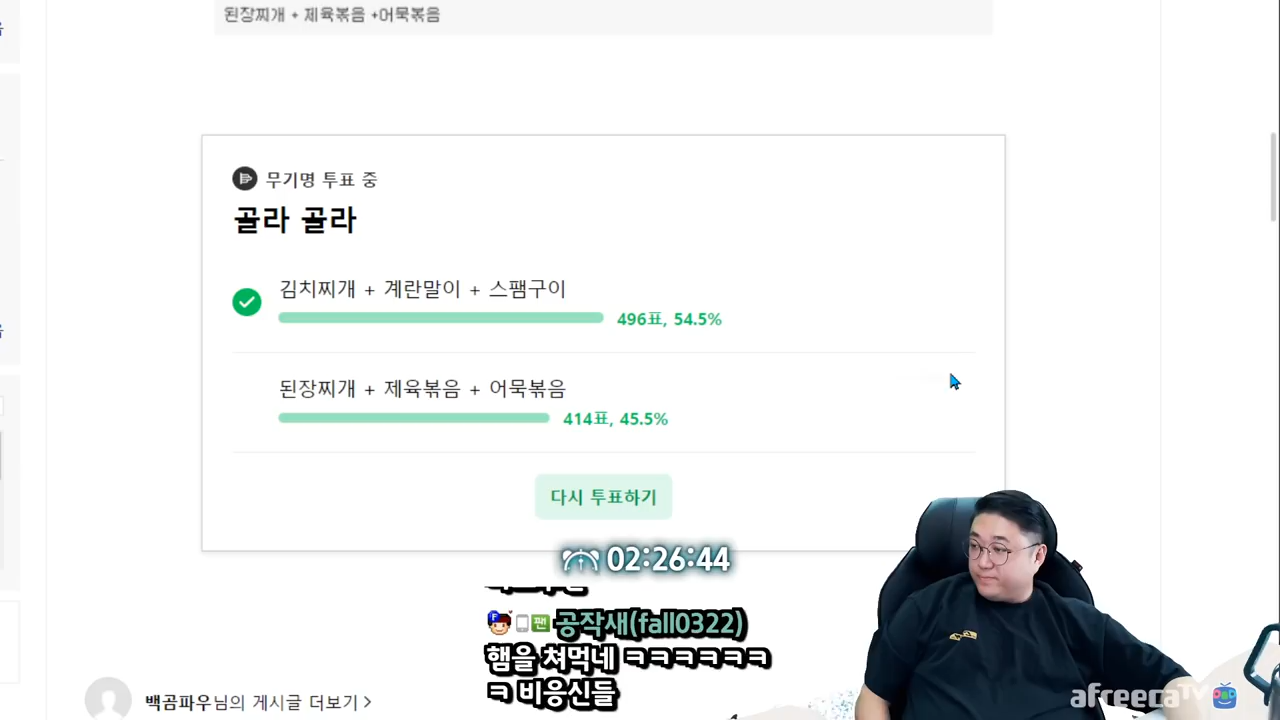 된장찌개 + 제육볶음 +어묵볶음
무기명 투표 중
골라 골라
김치찌개 + 계란말이 + 스팸구이
496표, 54.5%
된장찌개 + 제육볶음 + 어묵볶음
414표, 45.5%
다시 투표하기
02:26:44
팬 공작새(fall0322)
햄을 쳐먹네 ㅋㅋㅋㅋㅋㅋ
ㅋ 비응신들
백곰파우님의 게시글 더보기 >
afreecaTV